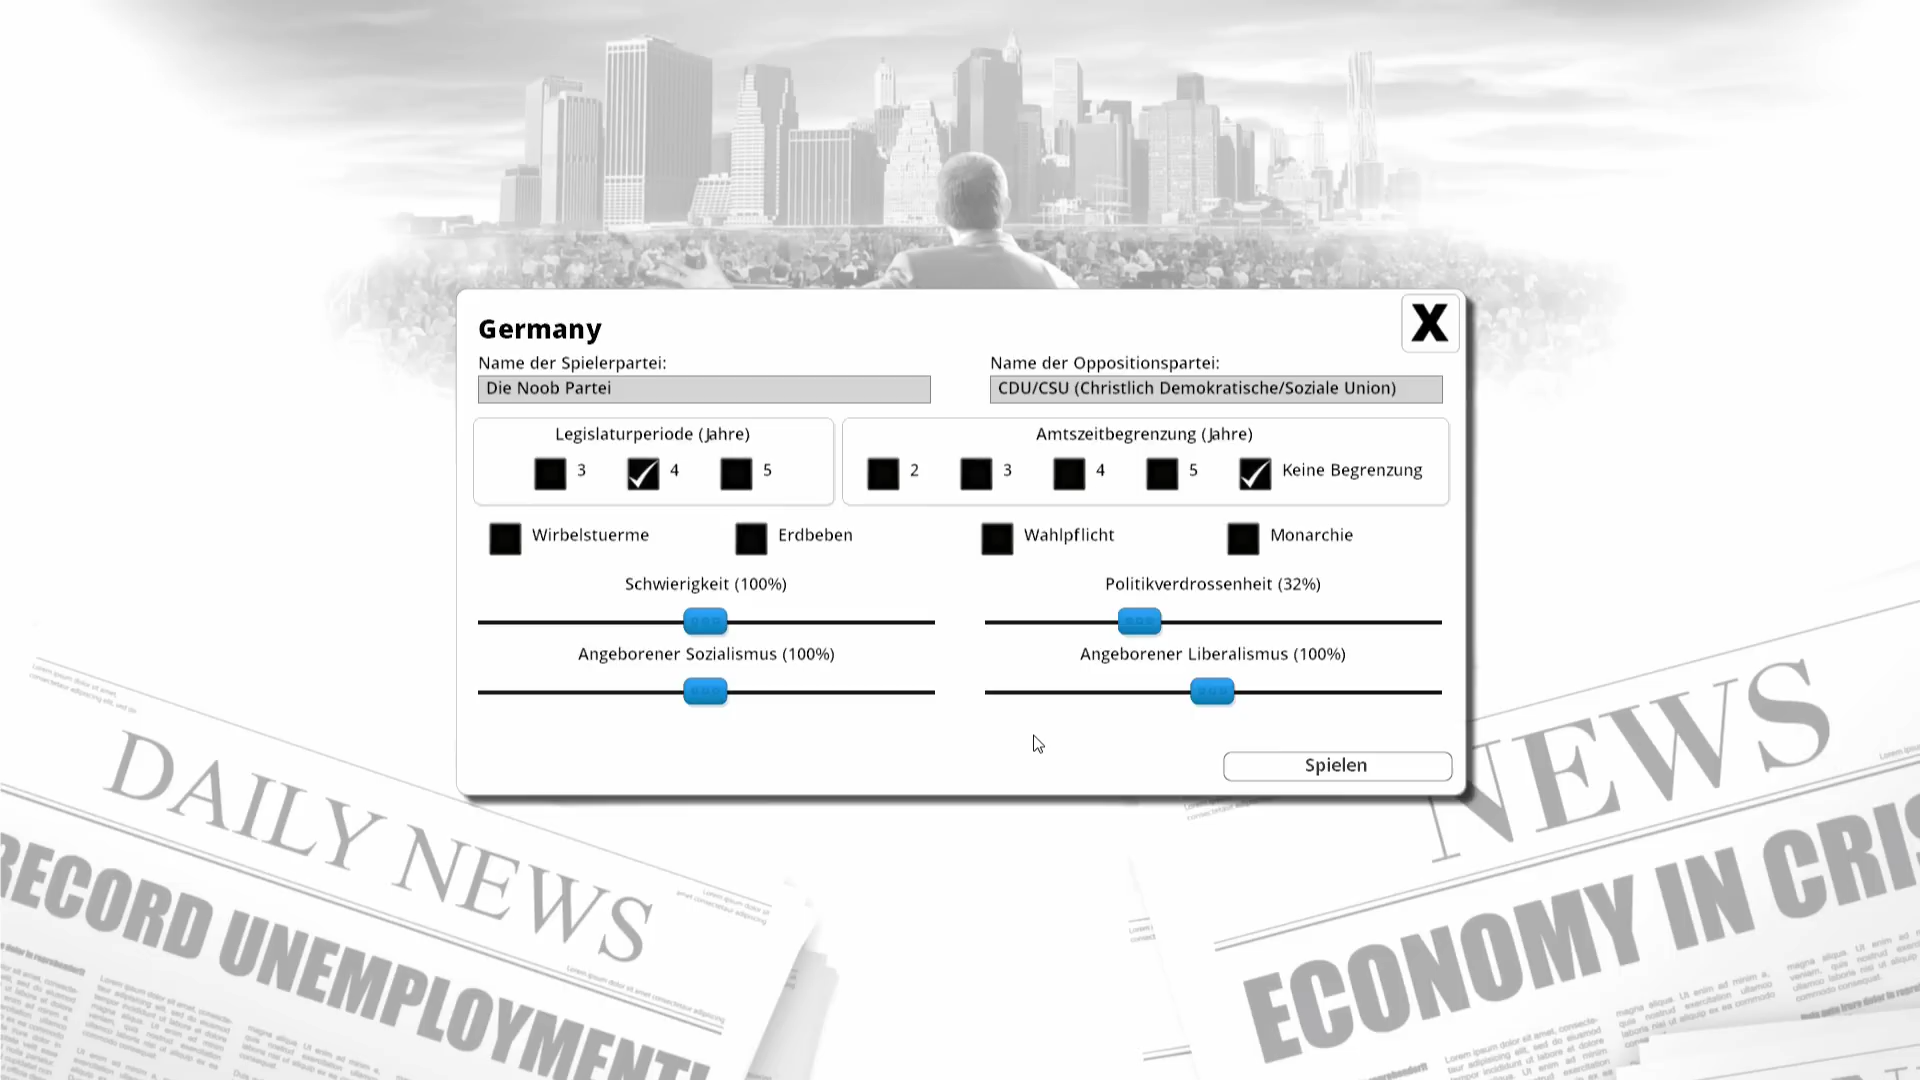 Germany
X
Name der Spielerpartei:
Name der Oppositionspartei:
Die Noob Partei
CDU/CSU (Christlich Demokratische/Soziale Union)
Legislaturperiode (Jahre)
3 4 5
Amtszeitbegrenzung (Jahre)
2 3 4 5 Keine Begrenzung
Wirbelstuerme
Erdbeben
Wahlpflicht
Monarchie
Schwierigkeit (100%)
Politikverdrossenheit (32%)
Angeborener Sozialismus (100%)
Angeborener Liberalismus (100%)
Spielen
DAILY NEWS
RECORD UNEMPLOYMENT!
NEWS
ECONOMY IN CRIS